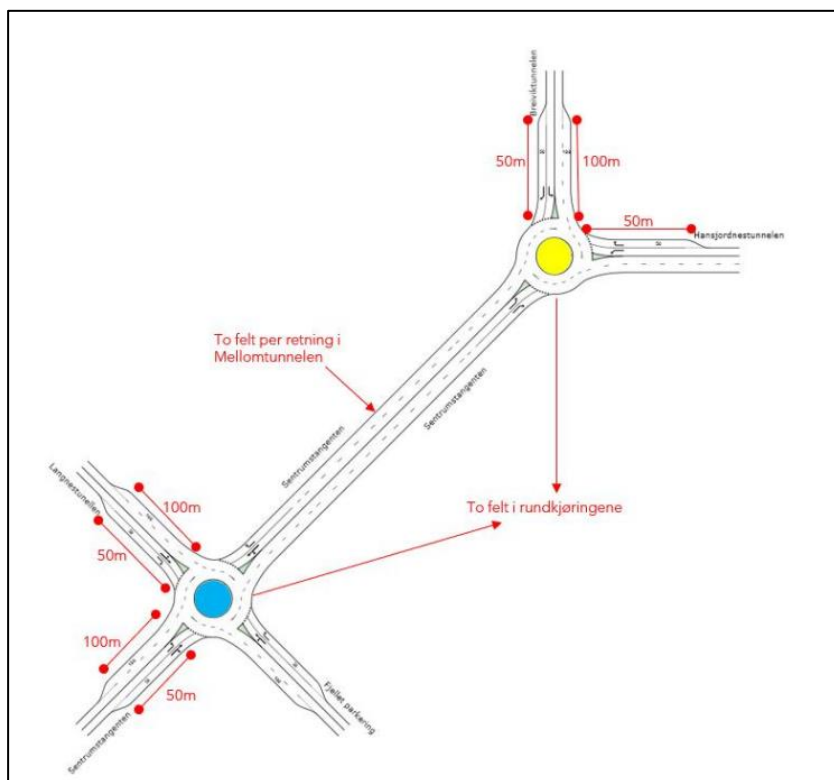 Breiviktunnelen
50m
100m
50m
Hansjordnestunnelen
To felt per retning i
Mellomtunnelen
Sentrumstangenten
Sentrumstangenten
Langnestunellen
100m
To felt i rundkjøringene
50m
100m
50m
Fjellet parkering
Sentrumstangenten